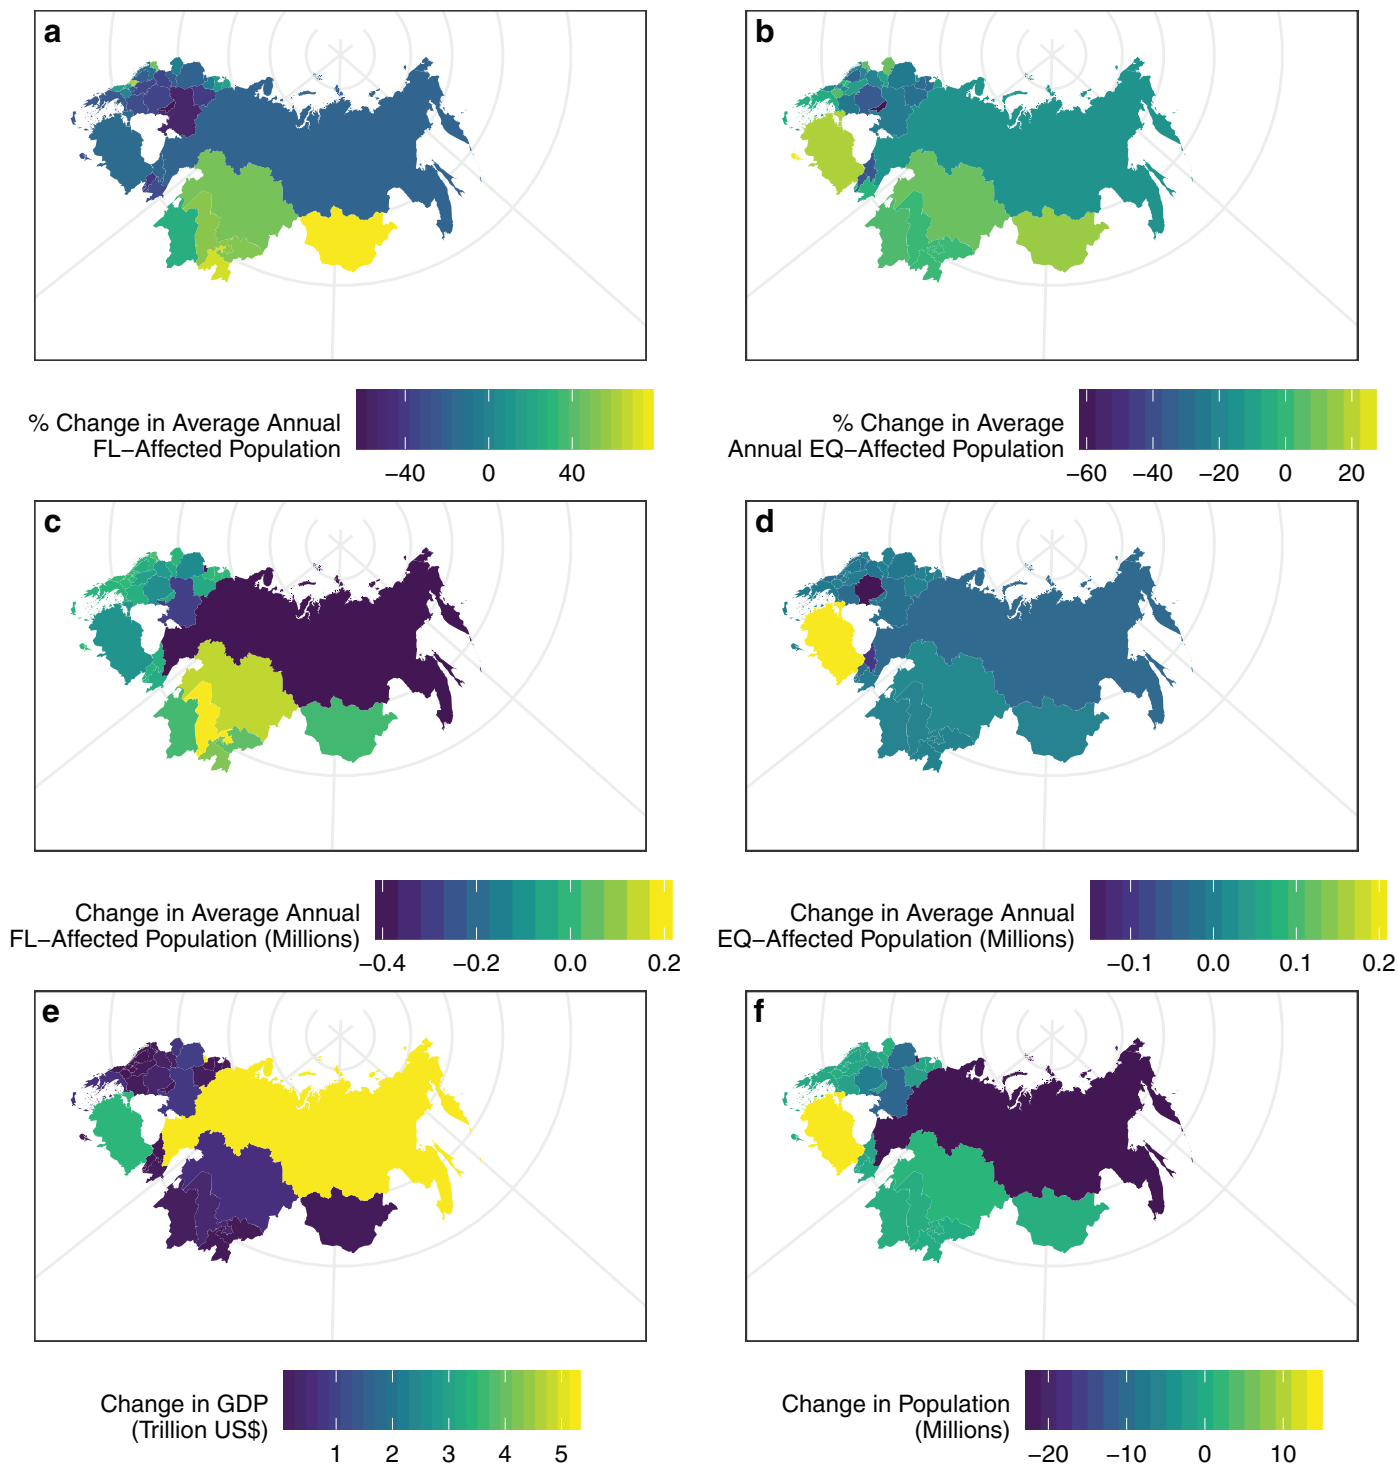 a
b
% Change in Average Annual
FL−Affected Population
−40 0 40
% Change in Average
Annual EQ−Affected Population
−60 −40 −20 0 20
c
d
Change in Average Annual
FL−Affected Population (Millions)
−0.4 −0.2 0.0 0.2
Change in Average Annual
EQ−Affected Population (Millions)
−0.1 0.0 0.1 0.2
e
f
Change in GDP
(Trillion US$)
1 2 3 4 5
Change in Population
(Millions)
−20 −10 0 10